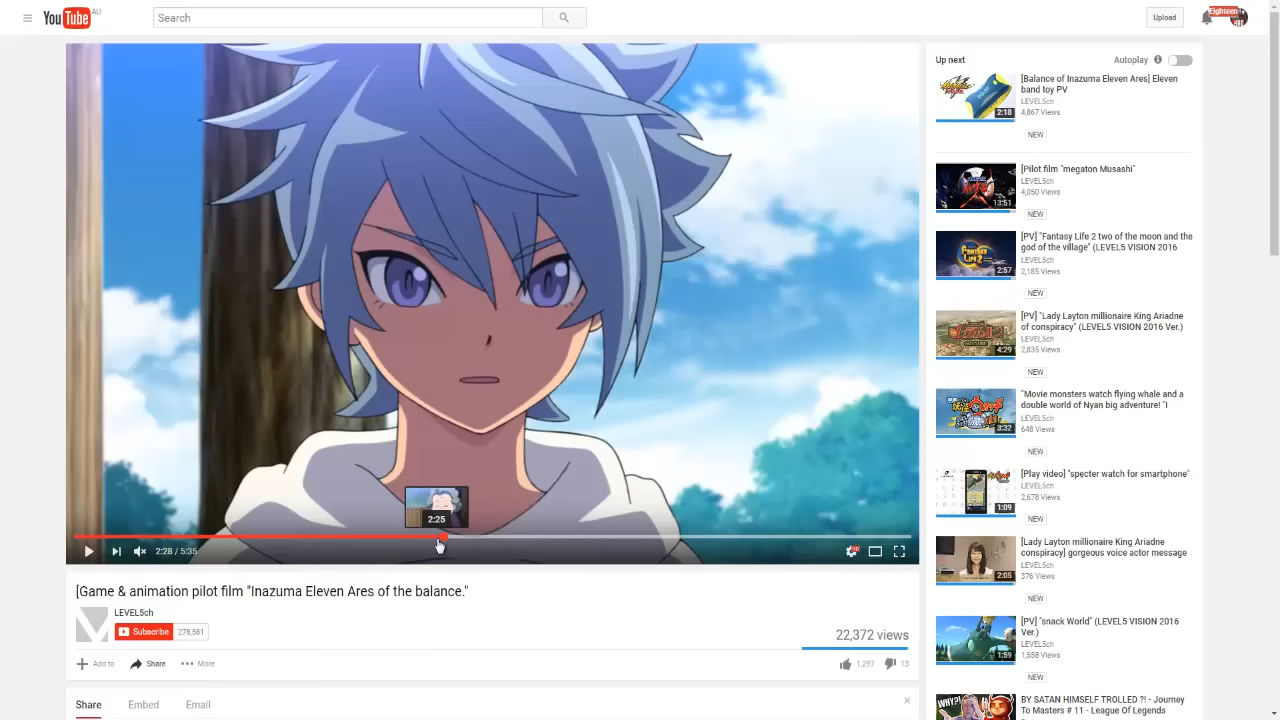 YouTube AU
Search
Upload
Eighteen
2:25
2:28 / 5:35
HD
[Game & animation pilot film "Inazuma Eleven Ares of the balance."
LEVEL5ch
Subscribe 278,581
22,372 views
Add to
Share
More
1,297
13
Share
Embed
Email
Up next
Autoplay
[Balance of Inazuma Eleven Ares] Eleven
band toy PV
LEVEL5ch
4,867 Views
NEW
2:18
[Pilot film "megaton Musashi"
LEVEL5ch
4,050 Views
NEW
13:51
[PV] "Fantasy Life 2 two of the moon and the
god of the village" (LEVEL5 VISION 2016
LEVEL5ch
2,185 Views
NEW
2:57
[PV] "Lady Layton millionaire King Ariadne
of conspiracy" (LEVEL5 VISION 2016 Ver.)
LEVEL5ch
2,835 Views
NEW
4:29
"Movie monsters watch flying whale and a
double world of Nyan big adventure! "I
LEVEL5ch
648 Views
NEW
3:32
[Play video] "specter watch for smartphone"
LEVEL5ch
2,678 Views
NEW
1:09
[Lady Layton millionaire King Ariadne
conspiracy] gorgeous voice actor message
LEVEL5ch
376 Views
NEW
2:05
[PV] "snack World" (LEVEL5 VISION 2016
Ver.)
LEVEL5ch
1,558 Views
NEW
1:59
BY SATAN HIMSELF TROLLED ?! - Journey
To Masters # 11 - League Of Legends
WHY?!